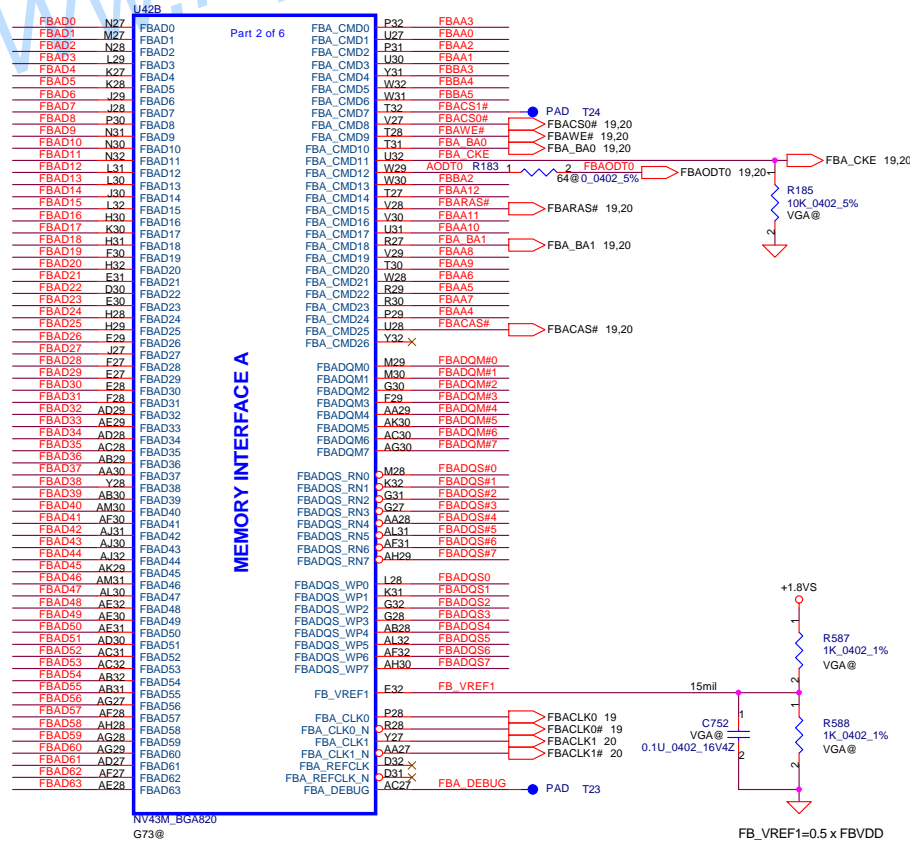 U42B
Part 2 of 6
MEMORY INTERFACE A
FBAD0 N27 FBAD0 FBA_CMD0 P32 FBAA3
FBAD1 M27 FBAD1 FBA_CMD1 U27 FBAA0
FBAD2 N28 FBAD2 FBA_CMD2 P31 FBAA2
FBAD3 L29 FBAD3 FBA_CMD3 U30 FBAA1
FBAD4 K27 FBAD4 FBA_CMD4 Y31 FBBA3
FBAD5 K28 FBAD5 FBA_CMD5 W32 FBBA4
FBAD6 J29 FBAD6 FBA_CMD6 W31 FBBA5
FBAD7 J28 FBAD7 FBA_CMD7 T32 FBACS1# PAD T24
FBAD8 P30 FBAD8 FBA_CMD8 V27 FBACS0# FBACS0# 19,20
FBAD9 N31 FBAD9 FBA_CMD9 T28 FBAWE# FBAWE# 19,20
FBAD10 N30 FBAD10 FBA_CMD10 T31 FBA_BA0 FBA_BA0 19,20
FBAD11 N32 FBAD11 FBA_CMD11 U32 FBA_CKE FBA_CKE 19,20
FBAD12 L31 FBAD12 FBA_CMD12 W29 AODT0 R183 1 2 64@ 0_0402_5% FBAODT0 FBAODT0 19,20
FBAD13 L30 FBAD13 FBA_CMD13 W30 FBBA2
FBAD14 J30 FBAD14 FBA_CMD14 T27 FBAA12
FBAD15 L32 FBAD15 FBA_CMD15 V28 FBARAS# FBARAS# 19,20
FBAD16 H30 FBAD16 FBA_CMD16 V30 FBAA11
FBAD17 K30 FBAD17 FBA_CMD17 U31 FBAA10
FBAD18 H31 FBAD18 FBA_CMD18 R27 FBA_BA1 FBA_BA1 19,20
FBAD19 F30 FBAD19 FBA_CMD19 V29 FBAA8
FBAD20 H32 FBAD20 FBA_CMD20 T30 FBAA9
FBAD21 E31 FBAD21 FBA_CMD21 W28 FBAA6
FBAD22 D30 FBAD22 FBA_CMD22 R29 FBAA5
FBAD23 E30 FBAD23 FBA_CMD23 R30 FBAA7
FBAD24 H28 FBAD24 FBA_CMD24 P29 FBAA4
FBAD25 H29 FBAD25 FBA_CMD25 U28 FBACAS# FBACAS# 19,20
FBAD26 E29 FBAD26 FBA_CMD26 Y32
FBAD27 J27 FBAD27
FBAD28 F27 FBAD28 FBADQM0 M29 FBADQM#0
FBAD29 E27 FBAD29 FBADQM1 M30 FBADQM#1
FBAD30 E28 FBAD30 FBADQM2 G30 FBADQM#2
FBAD31 F28 FBAD31 FBADQM3 F29 FBADQM#3
FBAD32 AD29 FBAD32 FBADQM4 AA29 FBADQM#4
FBAD33 AE29 FBAD33 FBADQM5 AK30 FBADQM#5
FBAD34 AD28 FBAD34 FBADQM6 AC30 FBADQM#6
FBAD35 AC28 FBAD35 FBADQM7 AG30 FBADQM#7
FBAD36 AB29 FBAD36
FBAD37 AA30 FBAD37 FBADQS_RN0 M28 FBADQS#0
FBAD38 Y28 FBAD38 FBADQS_RN1 K32 FBADQS#1
FBAD39 AB30 FBAD39 FBADQS_RN2 G31 FBADQS#2
FBAD40 AM30 FBAD40 FBADQS_RN3 G27 FBADQS#3
FBAD41 AF30 FBAD41 FBADQS_RN4 AA28 FBADQS#4
FBAD42 AJ31 FBAD42 FBADQS_RN5 AL31 FBADQS#5
FBAD43 AJ30 FBAD43 FBADQS_RN6 AF31 FBADQS#6
FBAD44 AJ32 FBAD44 FBADQS_RN7 AH29 FBADQS#7
FBAD45 AK29 FBAD45
FBAD46 AM31 FBAD46 FBADQS_WP0 L28 FBADQS0
FBAD47 AL30 FBAD47 FBADQS_WP1 K31 FBADQS1
FBAD48 AE32 FBAD48 FBADQS_WP2 G32 FBADQS2
FBAD49 AE30 FBAD49 FBADQS_WP3 G28 FBADQS3
FBAD50 AE31 FBAD50 FBADQS_WP4 AB28 FBADQS4
FBAD51 AD30 FBAD51 FBADQS_WP5 AL32 FBADQS5
FBAD52 AC31 FBAD52 FBADQS_WP6 AF32 FBADQS6
FBAD53 AC32 FBAD53 FBADQS_WP7 AH30 FBADQS7
FBAD54 AB32 FBAD54
FBAD55 AB31 FBAD55 FB_VREF1 E32 FB_VREF1 15mil
FBAD56 AG27 FBAD56
FBAD57 AF28 FBAD57 FBA_CLK0 P28 FBACLK0 19
FBAD58 AH28 FBAD58 FBA_CLK0_N R28 FBACLK0# 19
FBAD59 AG28 FBAD59 FBA_CLK1 Y27 FBACLK1 20
FBAD60 AG29 FBAD60 FBA_CLK1_N AA27 FBACLK1# 20
FBAD61 AD27 FBAD61 FBA_REFCLK D32
FBAD62 AF27 FBAD62 FBA_REFCLK_N D31
FBAD63 AE28 FBAD63 FBA_DEBUG AC27 FBA_DEBUG PAD T23
NV43M_BGA820
G73@
1
R185
10K_0402_5%
VGA@
2
+1.8VS
1
R587
1K_0402_1%
VGA@
2
1
C752
VGA@
0.1U_0402_16V4Z
2
1
R588
1K_0402_1%
VGA@
2
FB_VREF1=0.5 x FBVDD